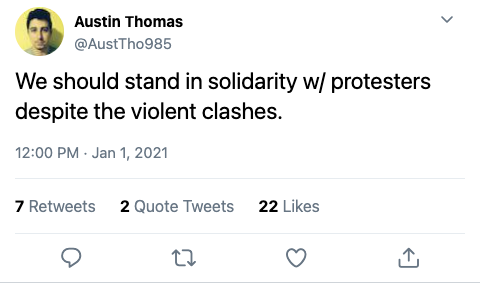 Austin Thomas
@AustTho985
We should stand in solidarity w/ protesters
despite the violent clashes.
12:00 PM · Jan 1, 2021
7 Retweets 2 Quote Tweets 22 Likes